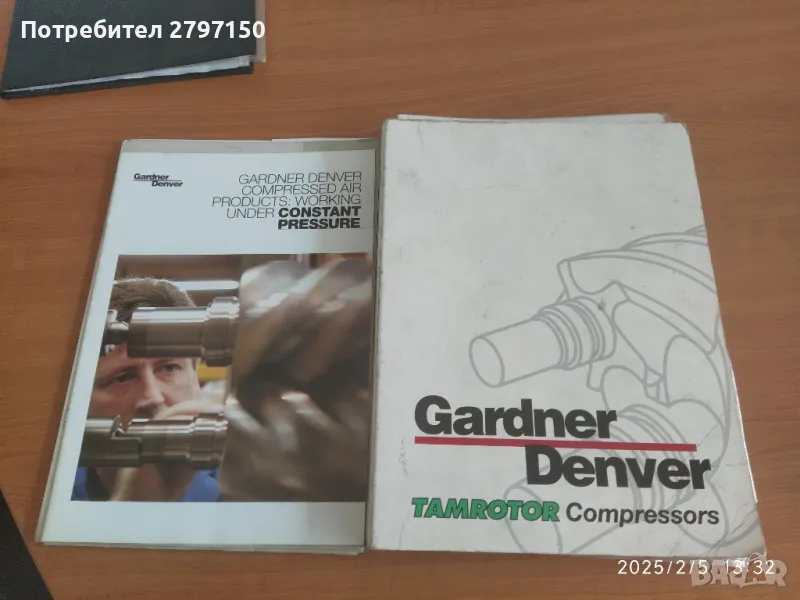 Потребител 2797150
Gardner
Denver
GARDNER DENVER
COMPRESSED AIR
PRODUCTS: WORKING
UNDER CONSTANT
PRESSURE
Gardner
Denver
TAMROTOR Compressors
2025/2/5 13:32
BAZAR